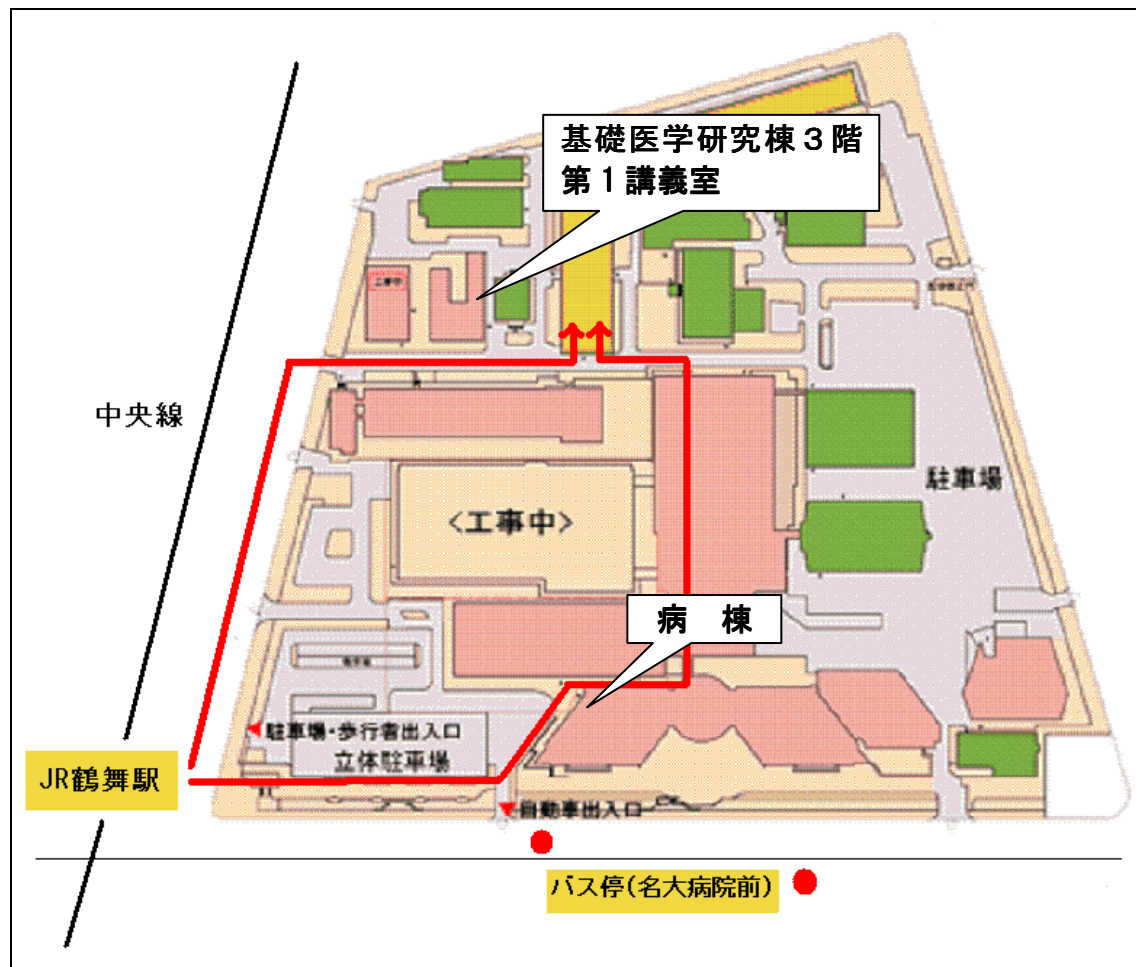 基礎医学研究棟３階
第１講義室
工事中
中央線
駐車場
<工事中>
病　棟
◀駐車場・歩行者出入口
立体駐車場
JR鶴舞駅
◀自動車出入口
バス停(名大病院前)